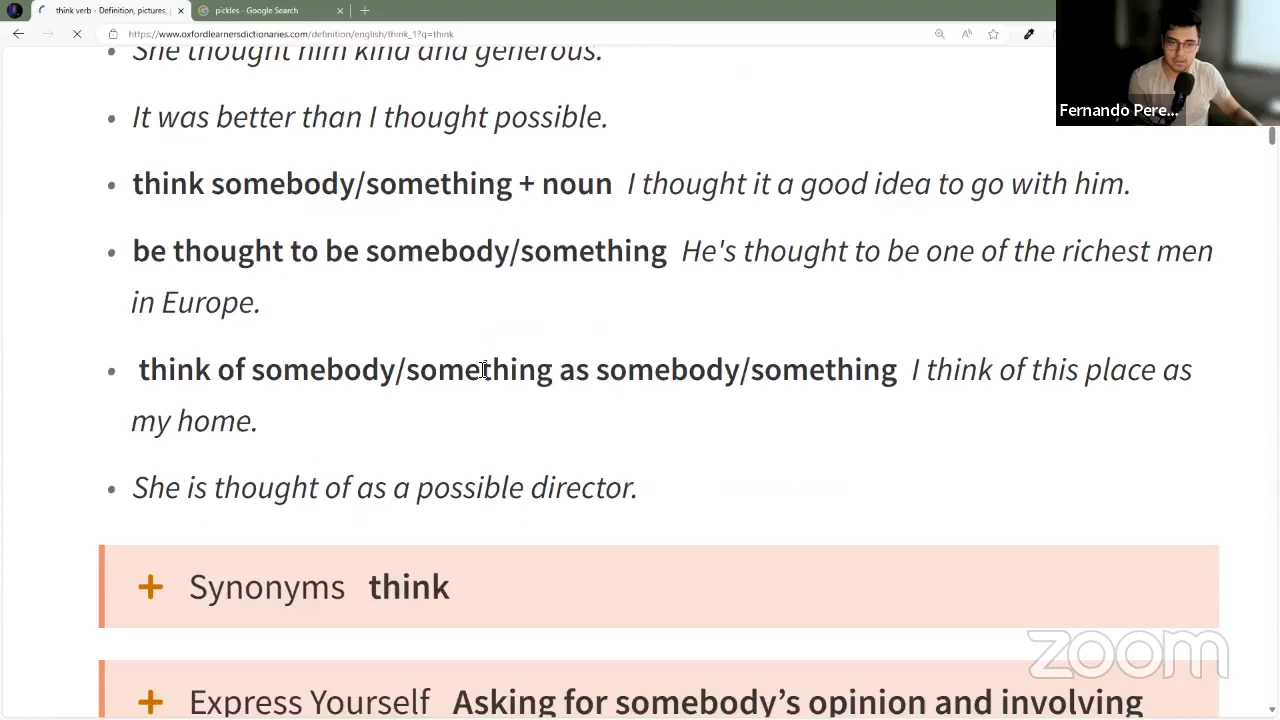 think verb - Definition, pictures,
pickles - Google Search
https://www.oxfordlearnersdictionaries.com/definition/english/think_1?q=think
She thought him kind and generous.
Fernando Pere...
It was better than I thought possible.
think somebody/something + noun I thought it a good idea to go with him.
be thought to be somebody/something He's thought to be one of the richest men
in Europe.
think of somebody/something as somebody/something I think of this place as
my home.
She is thought of as a possible director.
+ Synonyms think
zoom
+ Express Yourself Asking for somebody’s opinion and involving